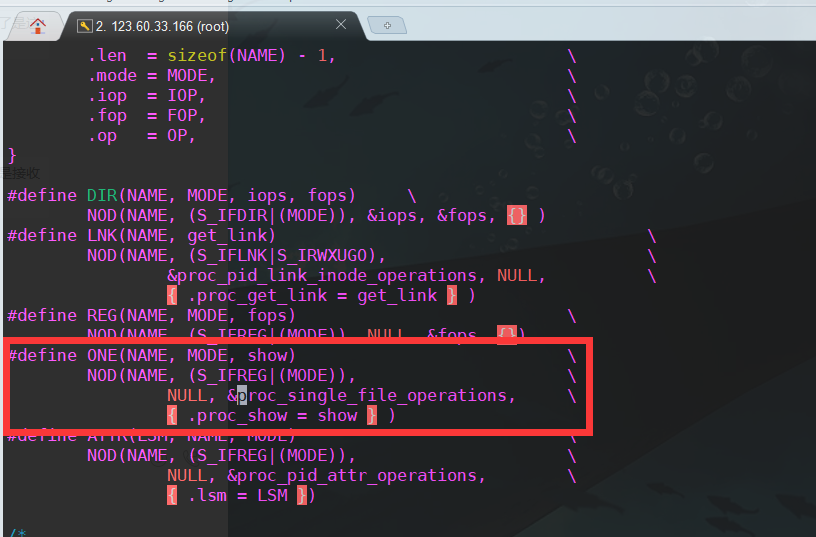 2. 123.60.33.166 (root)
.len  = sizeof(NAME) - 1,                       \
.mode = MODE,                                   \
.iop  = IOP,                                    \
.fop  = FOP,                                    \
.op   = OP,                                     \
}
是接收
#define DIR(NAME, MODE, iops, fops)     \
        NOD(NAME, (S_IFDIR|(MODE)), &iops, &fops, {} )
#define LNK(NAME, get_link)                                     \
        NOD(NAME, (S_IFLNK|S_IRWXUGO),                          \
                &proc_pid_link_inode_operations, NULL,          \
                { .proc_get_link = get_link } )
#define REG(NAME, MODE, fops)                           \
        NOD(NAME, (S_IFREG|(MODE)), NULL, &fops, {})
#define ONE(NAME, MODE, show)                           \
        NOD(NAME, (S_IFREG|(MODE)),                     \
                NULL, &proc_single_file_operations,     \
                { .proc_show = show } )
#define ATTR(LSM, NAME, MODE)                           \
        NOD(NAME, (S_IFREG|(MODE)),                     \
                NULL, &proc_pid_attr_operations,        \
                { .lsm = LSM })
/*